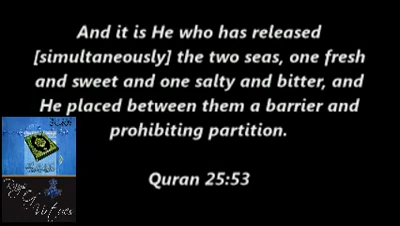 And it is He who has released
[simultaneously] the two seas, one fresh
and sweet and one salty and bitter, and
He placed between them a barrier and
prohibiting partition.
Quran 25:53
Virtues